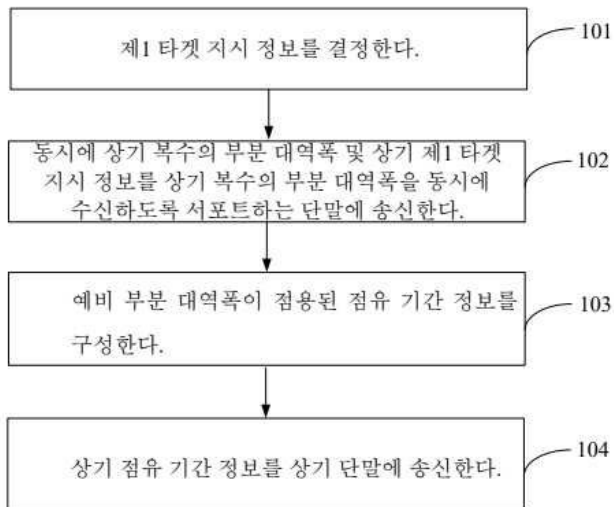 제1 타겟 지시 정보를 결정한다.
101
동시에 상기 복수의 부분 대역폭 및 상기 제1 타겟
지시 정보를 상기 복수의 부분 대역폭을 동시에
수신하도록 서포트하는 단말에 송신한다.
102
예비 부분 대역폭이 점용된 점유 기간 정보를
구성한다.
103
상기 점유 기간 정보를 상기 단말에 송신한다.
104